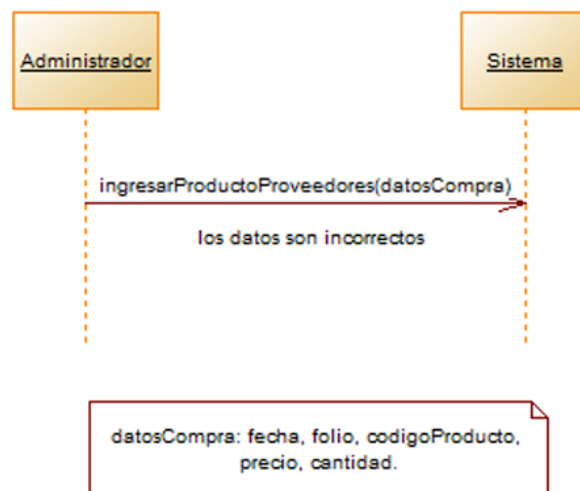 Administrador
Sistema
ingresarProductoProveedores(datosCompra)
los datos son incorrectos
datosCompra: fecha, folio, codigoProducto,
precio, cantidad.